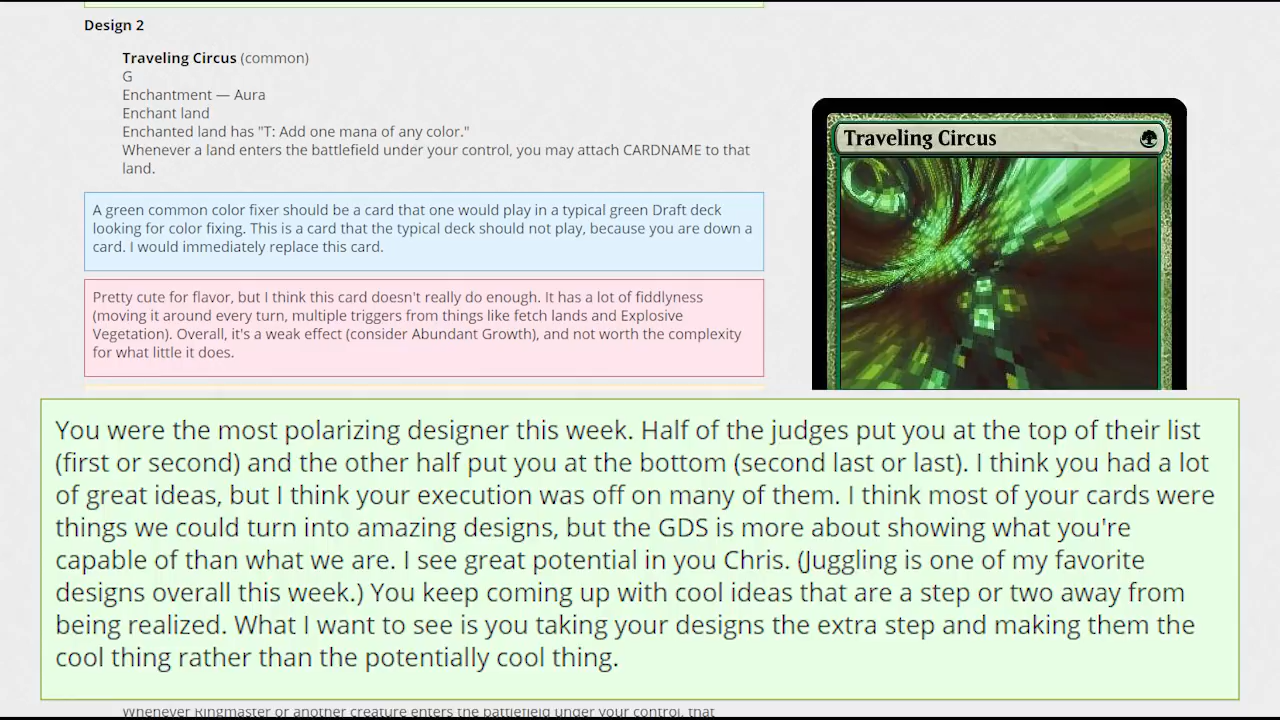 Design 2
Traveling Circus (common)
G
Enchantment — Aura
Enchant land
Enchanted land has "T: Add one mana of any color."
Whenever a land enters the battlefield under your control, you may attach CARDNAME to that
land.
Traveling Circus
A green common color fixer should be a card that one would play in a typical green Draft deck
looking for color fixing. This is a card that the typical deck should not play, because you are down a
card. I would immediately replace this card.
Pretty cute for flavor, but I think this card doesn't really do enough. It has a lot of fiddlyness
(moving it around every turn, multiple triggers from things like fetch lands and Explosive
Vegetation). Overall, it's a weak effect (consider Abundant Growth), and not worth the complexity
for what little it does.
You were the most polarizing designer this week. Half of the judges put you at the top of their list
(first or second) and the other half put you at the bottom (second last or last). I think you had a lot
of great ideas, but I think your execution was off on many of them. I think most of your cards were
things we could turn into amazing designs, but the GDS is more about showing what you're
capable of than what we are. I see great potential in you Chris. (Juggling is one of my favorite
designs overall this week.) You keep coming up with cool ideas that are a step or two away from
being realized. What I want to see is you taking your designs the extra step and making them the
cool thing rather than the potentially cool thing.
Whenever Ringmaster or another creature enters the battlefield under your control, that